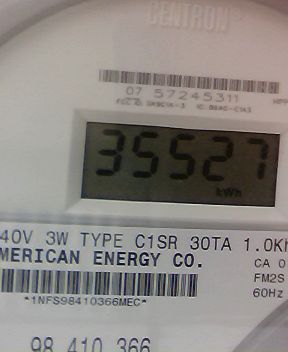 CENTRON
07 57245311
35527
kWh
40V 3W TYPE C1SR 30TA 1.0Kh
MERICAN ENERGY CO.
CA 0
FM2S
60Hz
*1NFS98410366MEC*
98 410 366